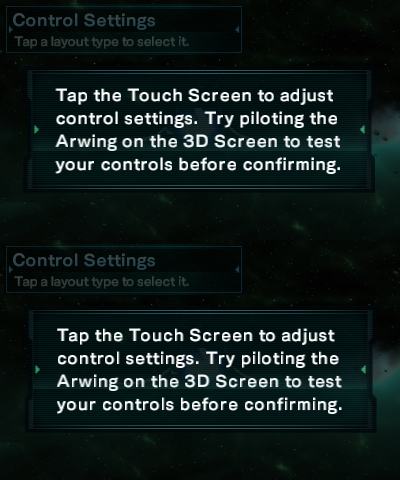 Control Settings
Tap a layout type to select it.
Tap the Touch Screen to adjust
control settings. Try piloting the
Arwing on the 3D Screen to test
your controls before confirming.
Control Settings
Tap a layout type to select it.
Tap the Touch Screen to adjust
control settings. Try piloting the
Arwing on the 3D Screen to test
your controls before confirming.